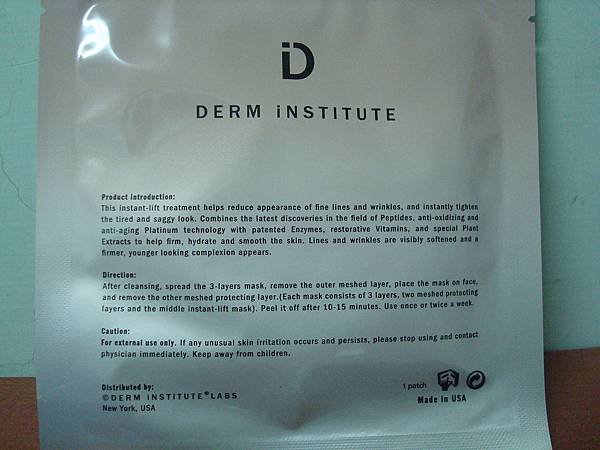 iD
DERM iNSTITUTE
Product introduction:
This instant-lift treatment helps reduce appearance of fine lines and wrinkles, and instantly tighten
the tired and saggy look. Combines the latest discoveries in the field of Peptides, anti-oxidizing and
anti-aging Platinum technology with patented Enzymes, restorative Vitamins, and special Plant
Extracts to help firm, hydrate and smooth the skin. Lines and wrinkles are visibly softened and a
firmer, younger looking complexion appears.
Direction:
After cleansing, spread the 3-layers mask, remove the outer meshed layer, place the mask on face,
and remove the other meshed protecting layer.(Each mask consists of 3 layers, two meshed protecting
layers and the middle instant-lift mask). Peel it off after 10-15 minutes. Use once or twice a week.
Caution:
For external use only. If any unusual skin irritation occurs and persists, please stop using and contact
physician immediately. Keep away from children.
Distributed by:
©DERM iNSTITUTE®LABS
New York, USA
1 patch
Made in USA